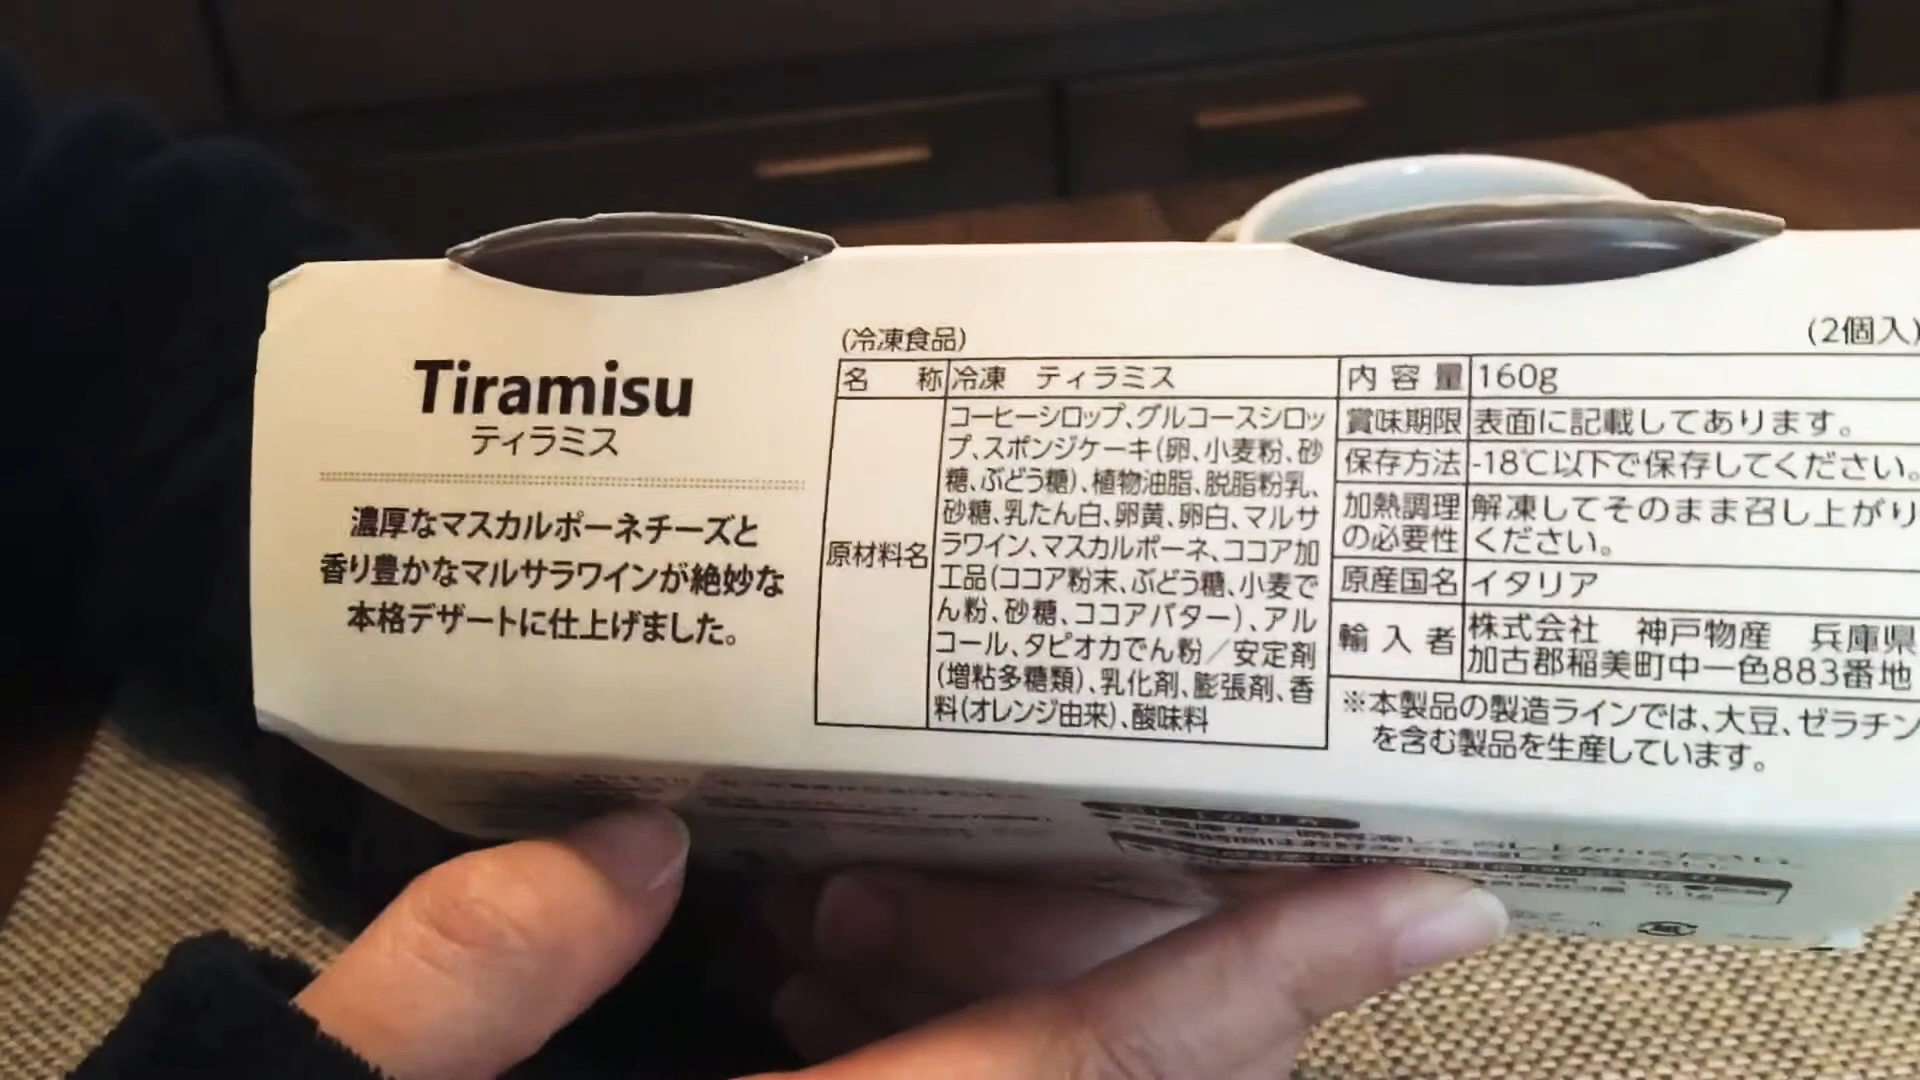 Tiramisu
ティラミス
濃厚なマスカルポーネチーズと
香り豊かなマルサラワインが絶妙な
本格デザートに仕上げました。
(冷凍食品)
(2個入)
名 称 冷凍 ティラミス
原材料名
コーヒーシロップ、グルコースシロッ
プ、スポンジケーキ(卵、小麦粉、砂
糖、ぶどう糖)、植物油脂、脱脂粉乳、
砂糖、乳たん白、卵黄、卵白、マルサ
ラワイン、マスカルポーネ、ココア加
工品(ココア粉末、ぶどう糖、小麦で
ん粉、砂糖、ココアバター)、アル
コール、タピオカでん粉/安定剤
(増粘多糖類)、乳化剤、膨張剤、香
料(オレンジ由来)、酸味料
内容量 160g
賞味期限 表面に記載してあります。
保存方法 -18℃以下で保存してください。
加熱調理 解凍してそのまま召し上がり
の必要性 ください。
原産国名 イタリア
輸入者 株式会社 神戸物産 兵庫県
加古郡稲美町中一色883番地
※本製品の製造ラインでは、大豆、ゼラチン
を含む製品を生産しています。